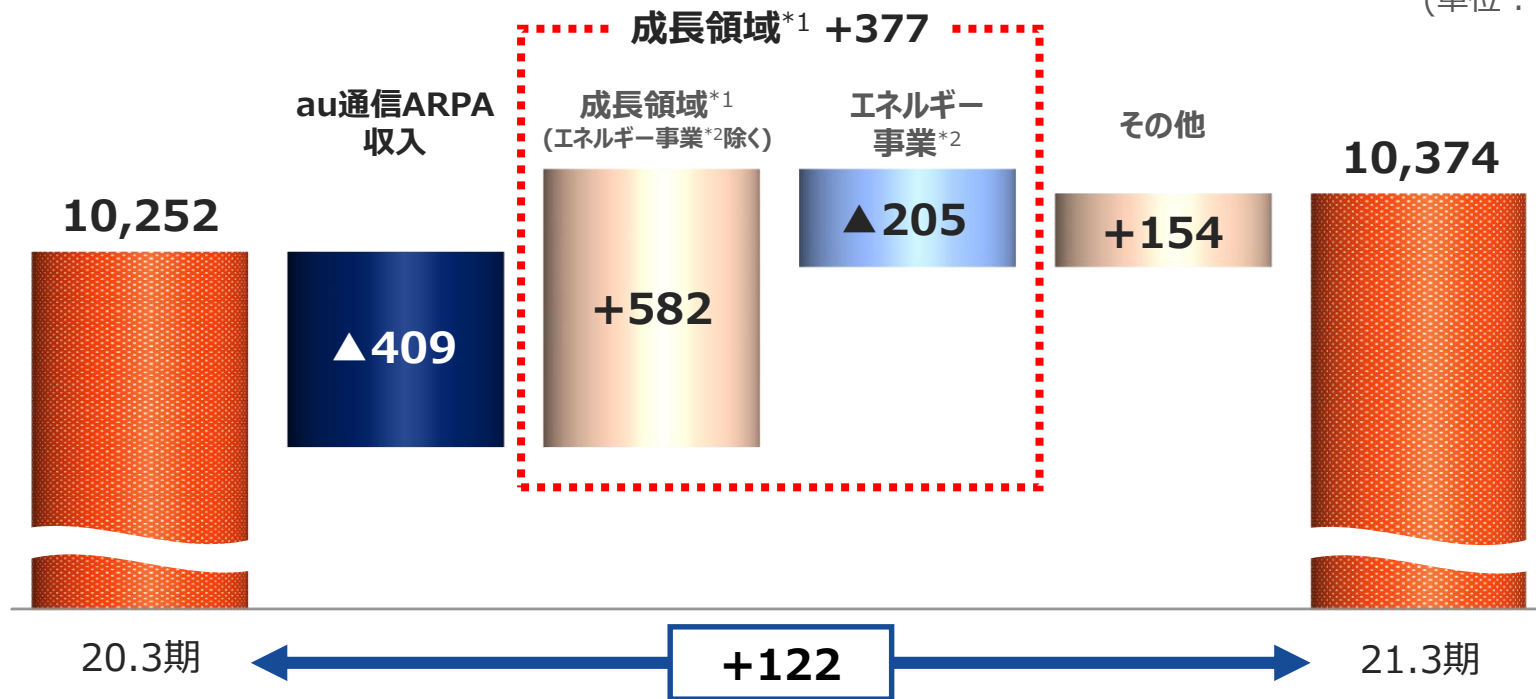 (単位：
成長領域*1 +377
au通信ARPA
収入
成長領域*1
(エネルギー事業*2除く)
エネルギー
事業*2
その他
10,252
▲409
+582
▲205
+154
10,374
20.3期
+122
21.3期